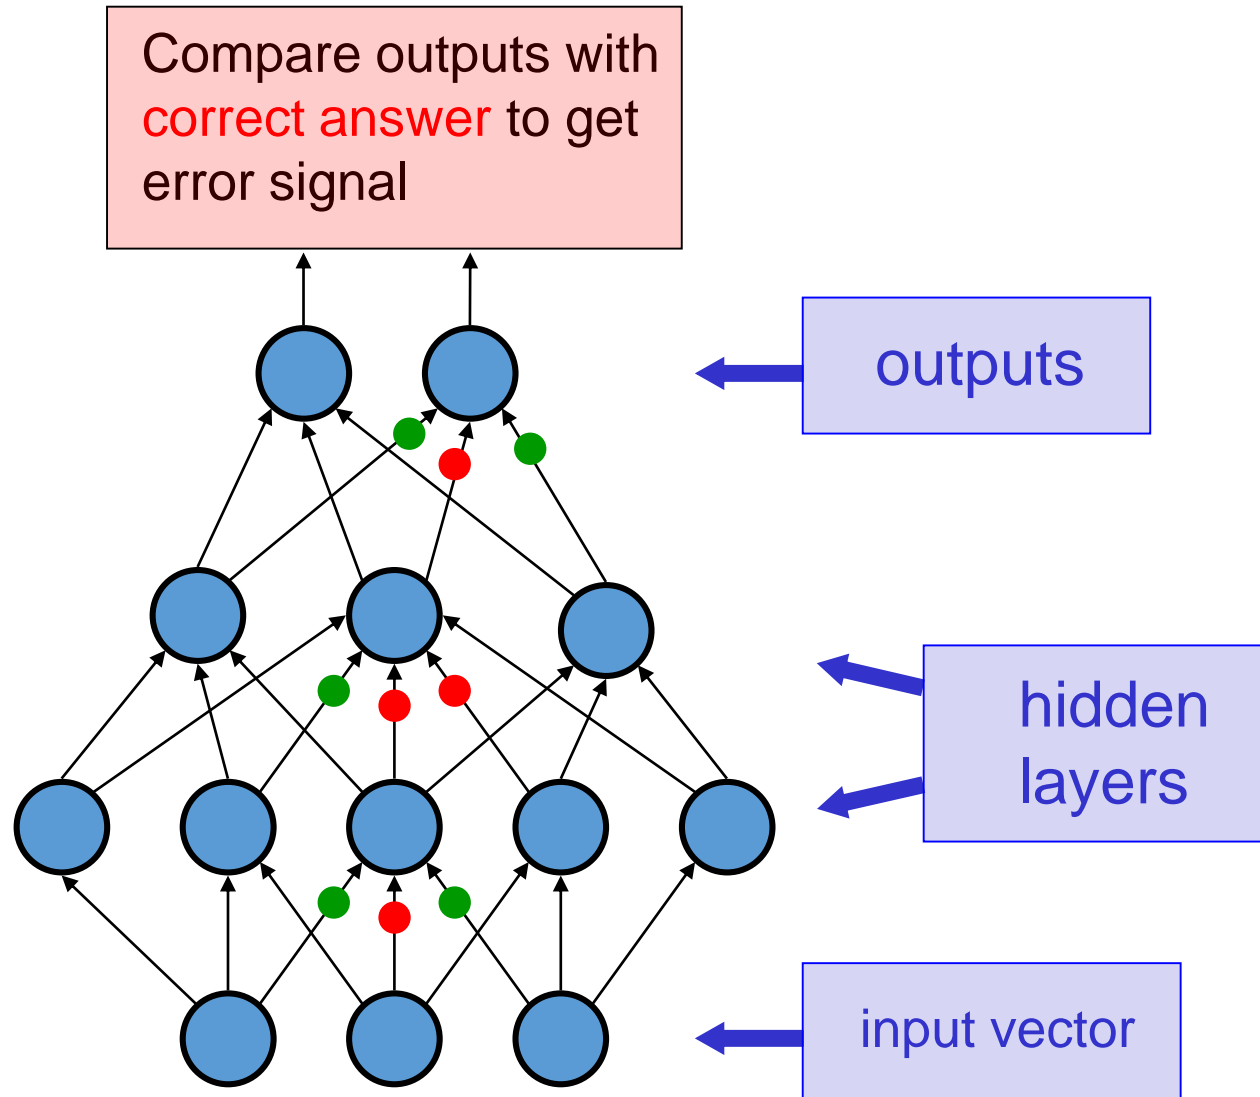 Compare outputs with
correct answer to get
error signal
outputs
hidden
layers
input vector